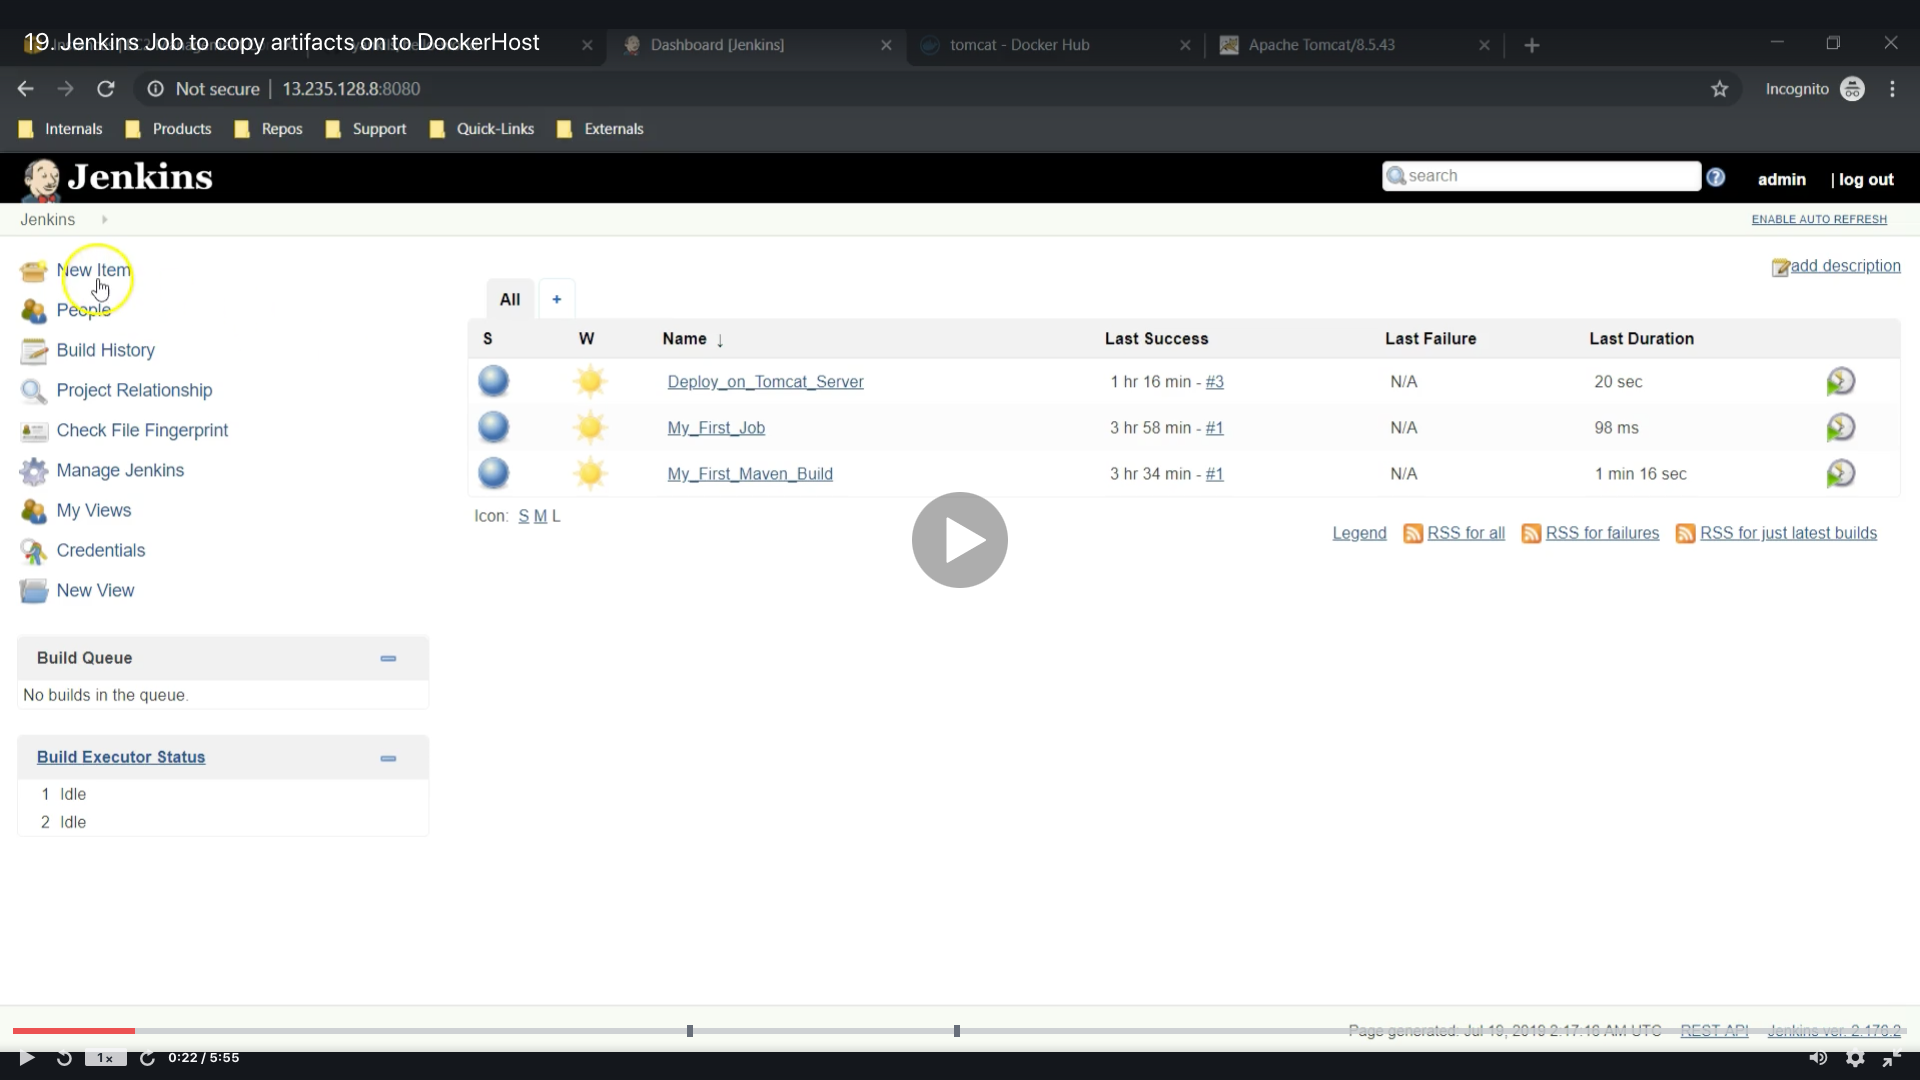 19. Jenkins Job to copy artifacts on to DockerHost
Dashboard [Jenkins]
tomcat - Docker Hub
Apache Tomcat/8.5.43
Not secure | 13.235.128.8:8080
Incognito
Internals Products Repos Support Quick-Links Externals
Jenkins
search
admin | log out
Jenkins
ENABLE AUTO REFRESH
New Item
People
Build History
Project Relationship
Check File Fingerprint
Manage Jenkins
My Views
Credentials
New View
add description
All +
S W Name ↓ Last Success Last Failure Last Duration
Deploy_on_Tomcat_Server 1 hr 16 min - #3 N/A 20 sec
My_First_Job 3 hr 58 min - #1 N/A 98 ms
My_First_Maven_Build 3 hr 34 min - #1 N/A 1 min 16 sec
Icon: S M L
Legend RSS for all RSS for failures RSS for just latest builds
Build Queue
No builds in the queue.
Build Executor Status
1 Idle
2 Idle
Page generated: Jul 19, 2019 2:17:16 AM UTC REST API Jenkins ver. 2.176.2
1x 0:22 / 5:55